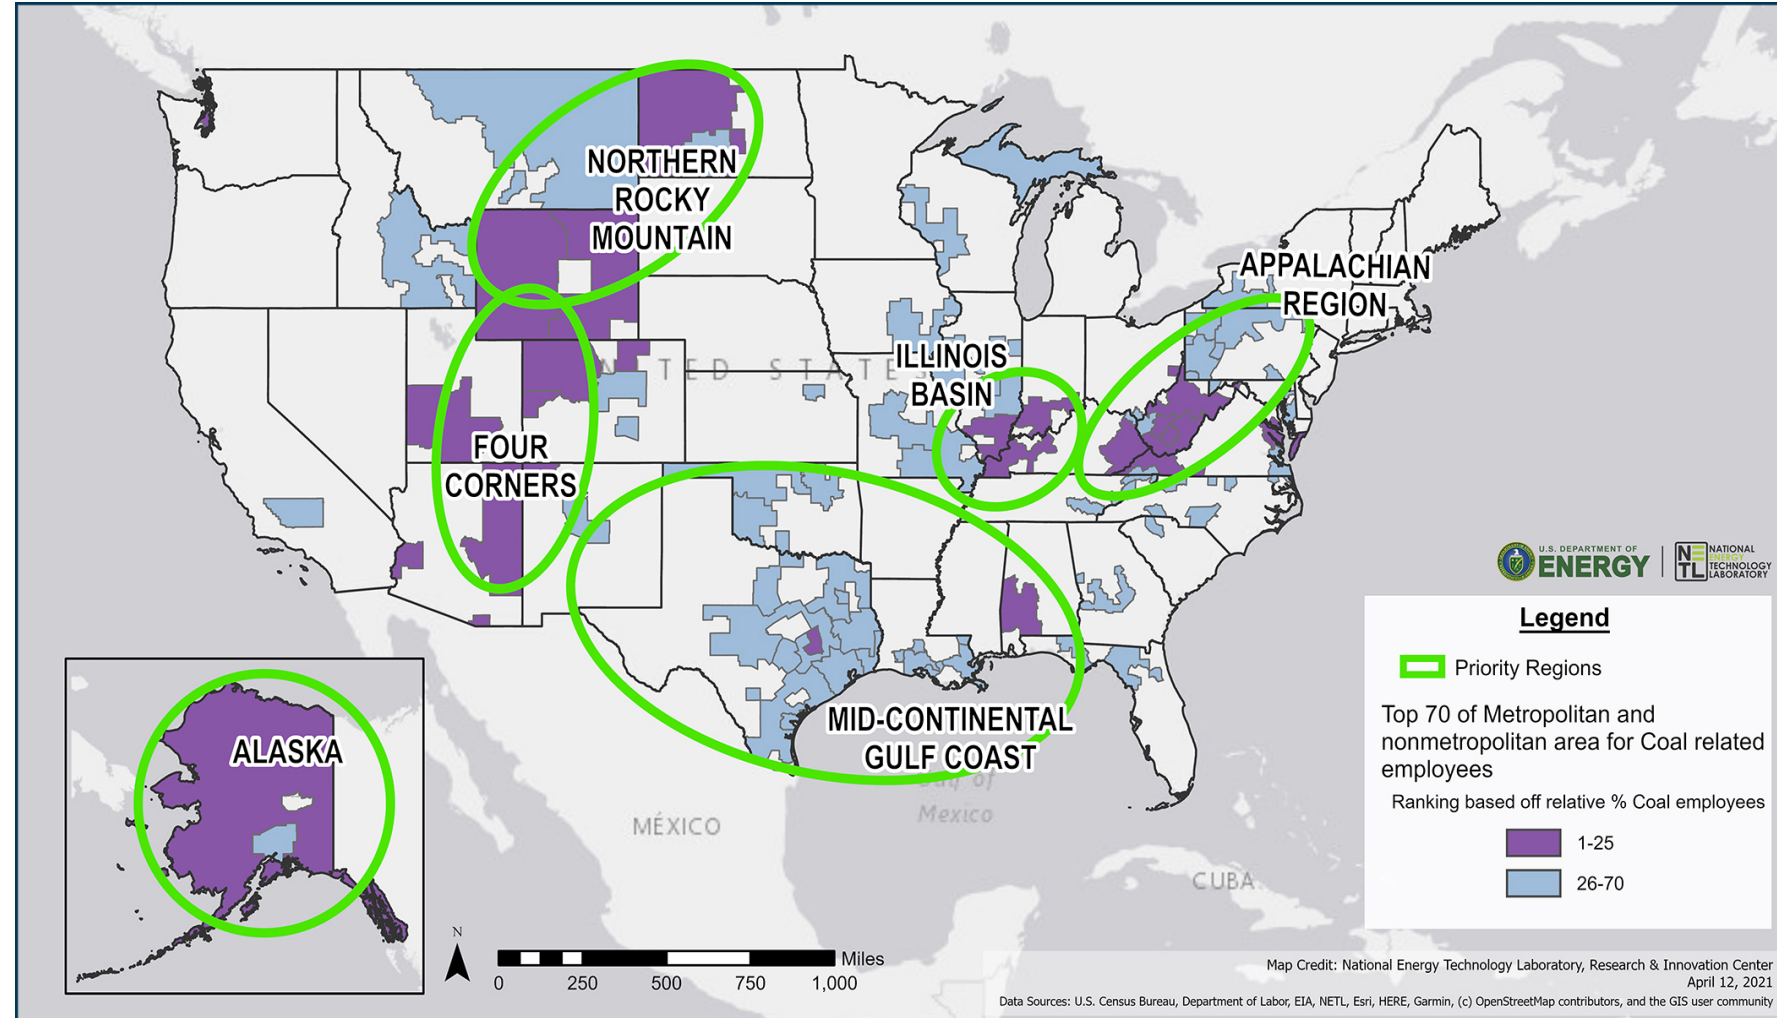 NORTHERN
ROCKY
MOUNTAIN
APPALACHIAN
REGION
ILLINOIS
BASIN
UNITED STATES
FOUR
CORNERS
U.S. DEPARTMENT OF
ENERGY
NE
TL
NATIONAL
ENERGY
TECHNOLOGY
LABORATORY
Legend
Priority Regions
Top 70 of Metropolitan and
nonmetropolitan area for Coal related
employees
Ranking based off relative % Coal employees
1-25
26-70
MID-CONTINENTAL
GULF COAST
Gulf of
Mexico
ALASKA
MÉXICO
CUBA
N
Miles
0 250 500 750 1,000
Map Credit: National Energy Technology Laboratory, Research & Innovation Center
April 12, 2021
Data Sources: U.S. Census Bureau, Department of Labor, EIA, NETL, Esri, HERE, Garmin, (c) OpenStreetMap contributors, and the GIS user community